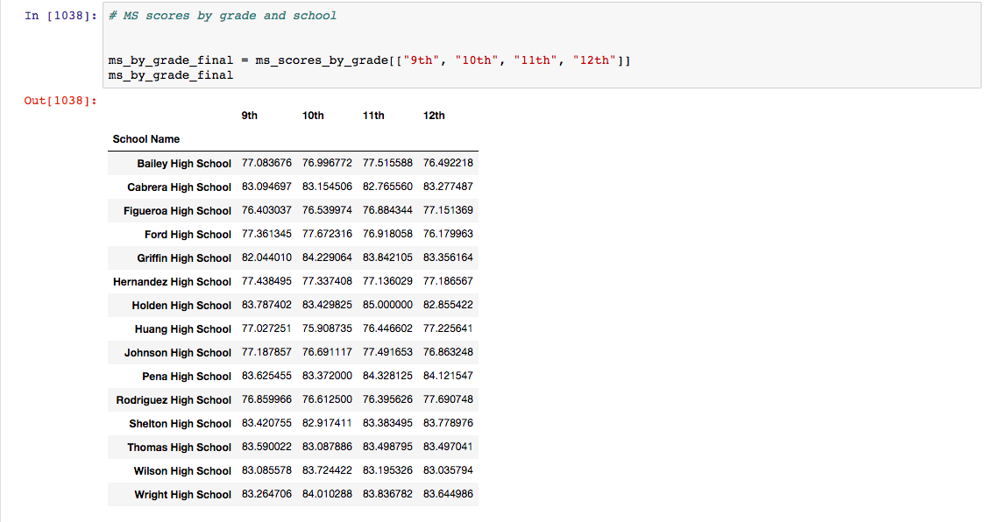 In [1038]: # MS scores by grade and school
ms_by_grade_final = ms_scores_by_grade[["9th", "10th", "11th", "12th"]]
ms_by_grade_final
Out[1038]:
9th 10th 11th 12th
School Name
Bailey High School 77.083676 76.996772 77.515588 76.492218
Cabrera High School 83.094697 83.154506 82.765560 83.277487
Figueroa High School 76.403037 76.539974 76.884344 77.151369
Ford High School 77.361345 77.672316 76.918058 76.179963
Griffin High School 82.044010 84.229064 83.842105 83.356164
Hernandez High School 77.438495 77.337408 77.136029 77.186567
Holden High School 83.787402 83.429825 85.000000 82.855422
Huang High School 77.027251 75.908735 76.446602 77.225641
Johnson High School 77.187857 76.691117 77.491653 76.863248
Pena High School 83.625455 83.372000 84.328125 84.121547
Rodriguez High School 76.859966 76.612500 76.395626 77.690748
Shelton High School 83.420755 82.917411 83.383495 83.778976
Thomas High School 83.590022 83.087886 83.498795 83.497041
Wilson High School 83.085578 83.724422 83.195326 83.035794
Wright High School 83.264706 84.010288 83.836782 83.644986